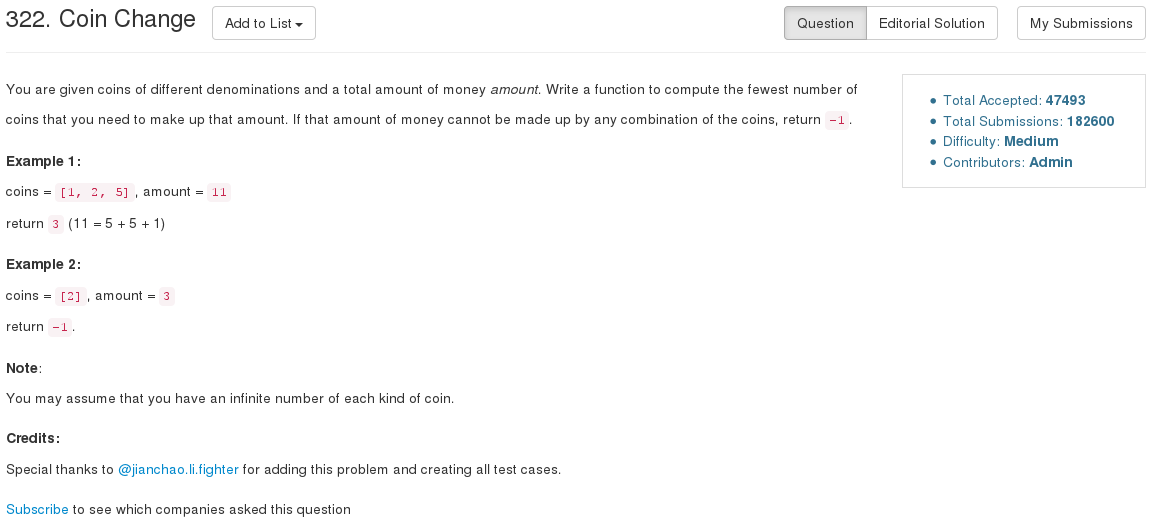 322. Coin Change Add to List Question Editorial Solution My Submissions
You are given coins of different denominations and a total amount of money amount. Write a function to compute the fewest number of
coins that you need to make up that amount. If that amount of money cannot be made up by any combination of the coins, return -1.
Total Accepted: 47493
Total Submissions: 182600
Difficulty: Medium
Contributors: Admin
Example 1:
coins = [1, 2, 5], amount = 11
return 3 (11 = 5 + 5 + 1)
Example 2:
coins = [2], amount = 3
return -1.
Note:
You may assume that you have an infinite number of each kind of coin.
Credits:
Special thanks to @jianchao.li.fighter for adding this problem and creating all test cases.
Subscribe to see which companies asked this question